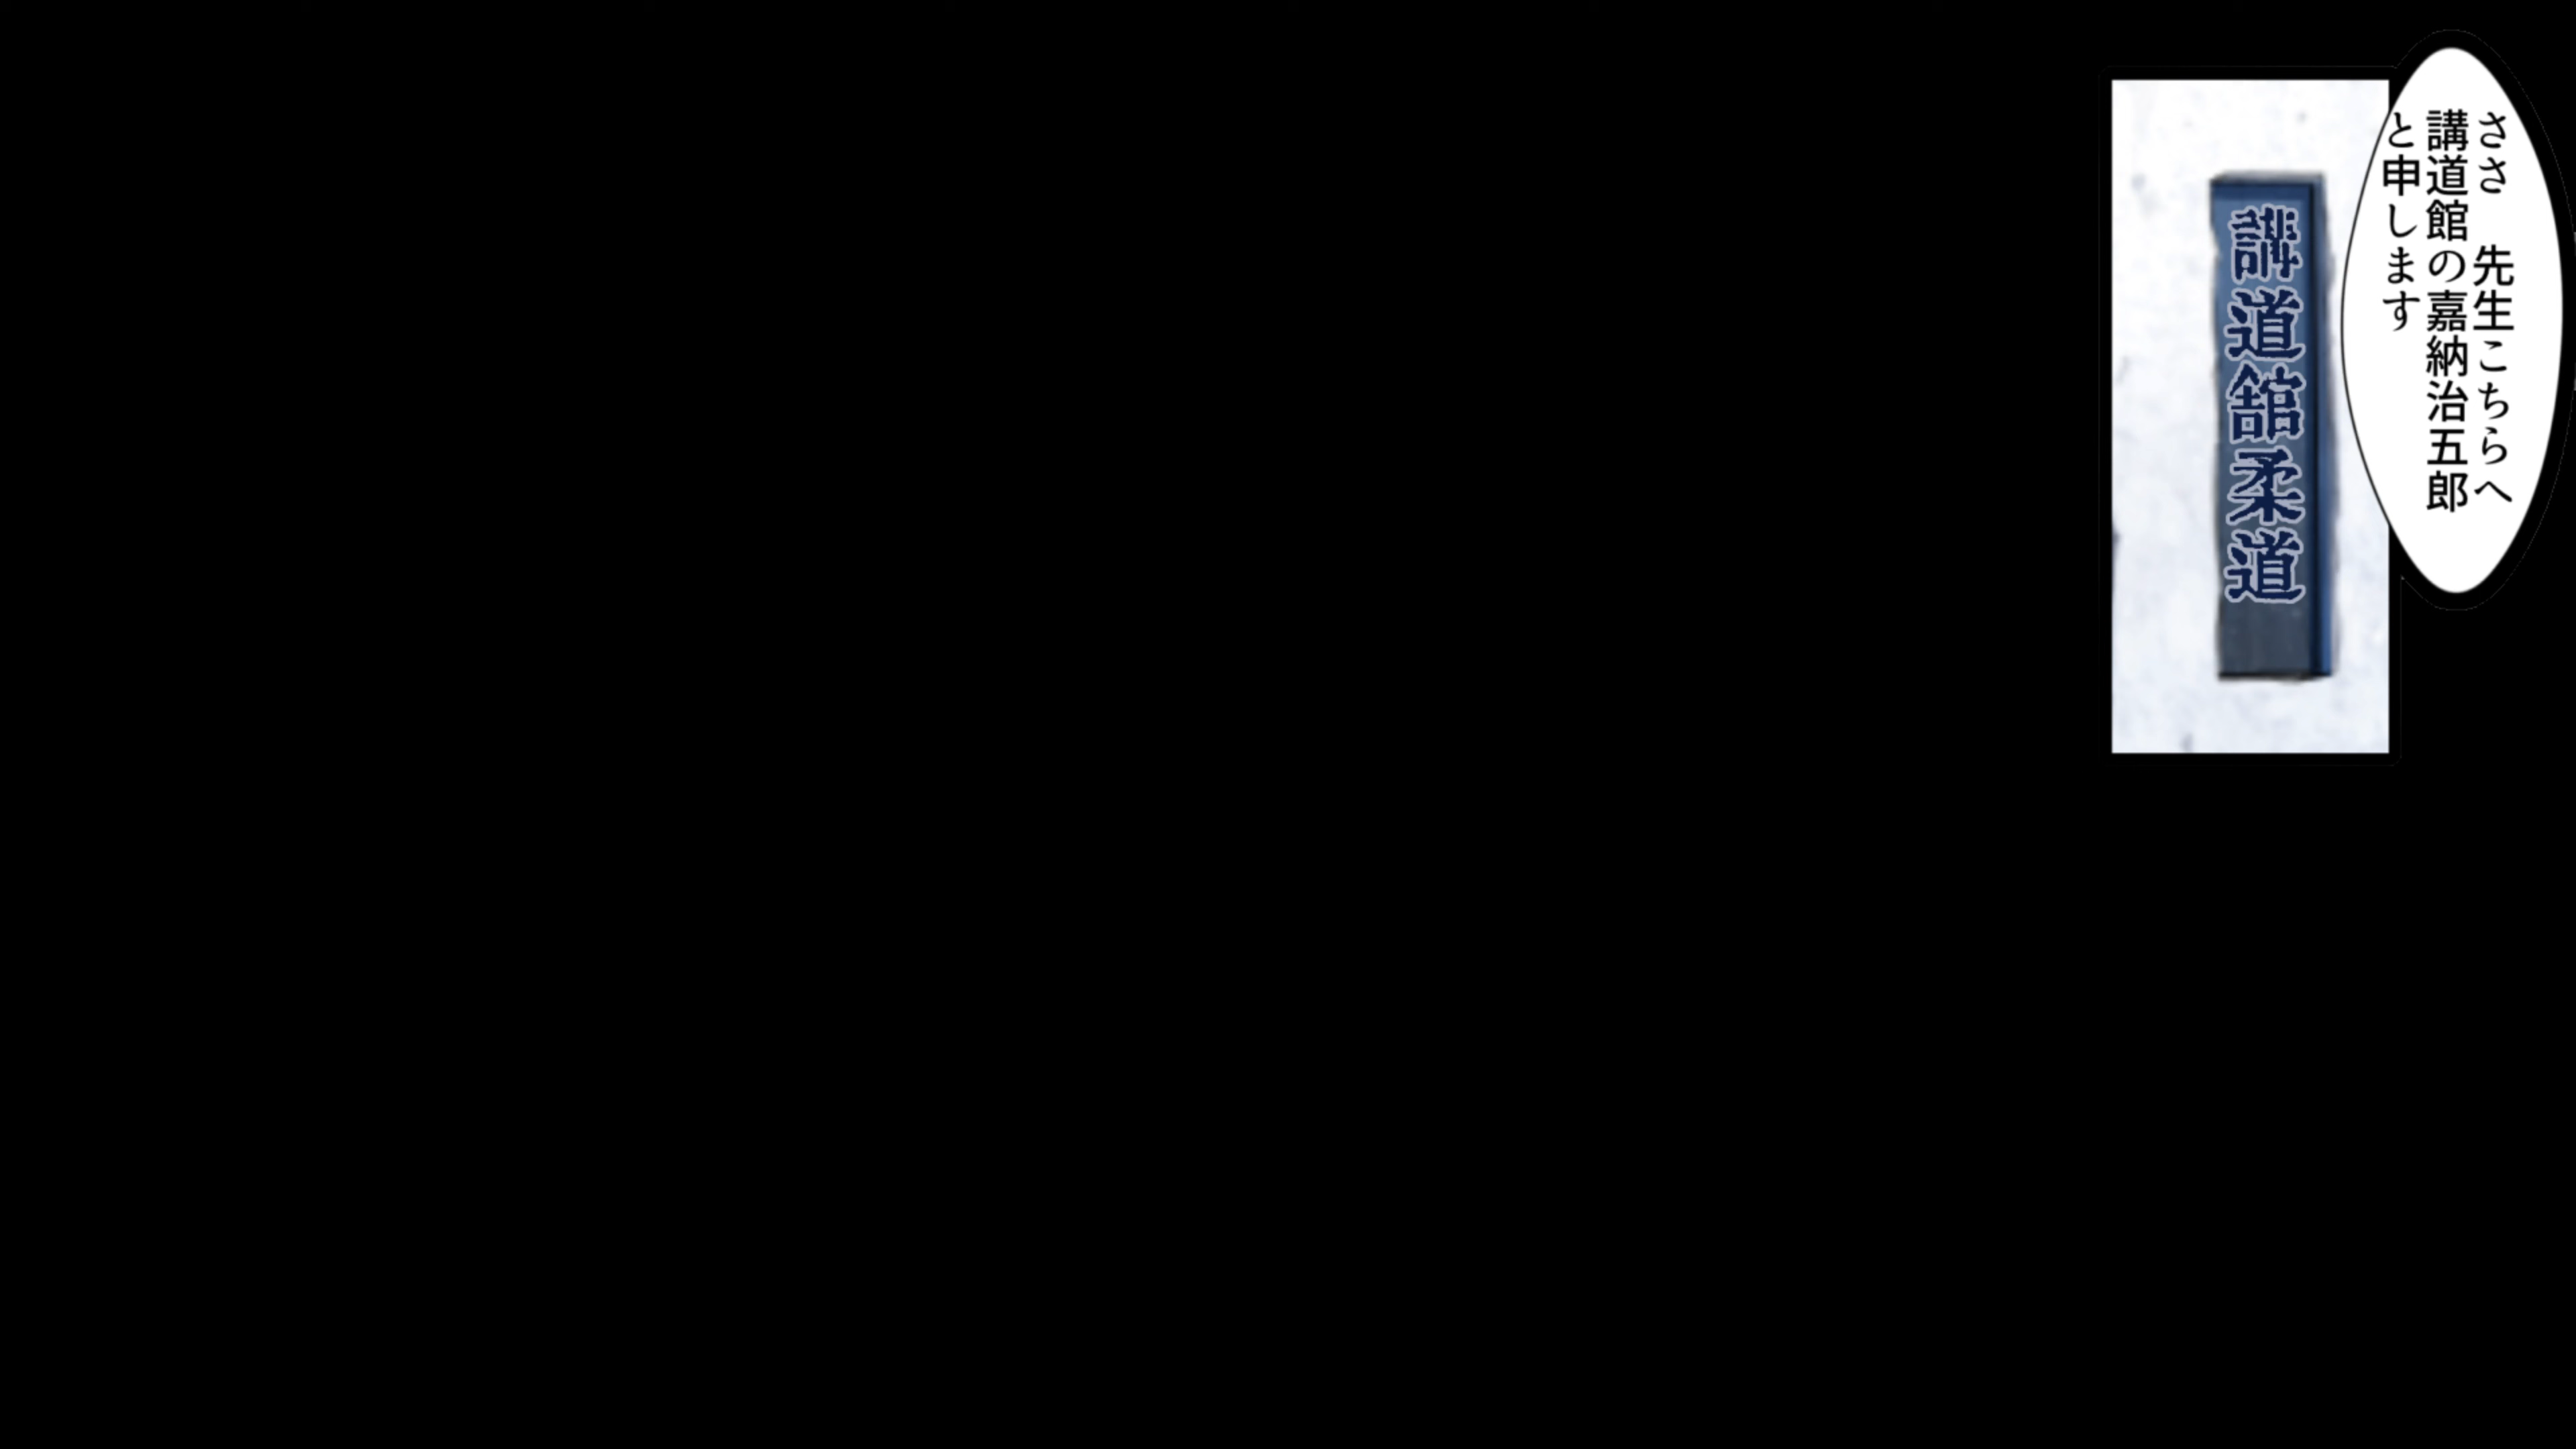 ささ　先生こちらへ
講道館の嘉納治五郎
と申します
講道館柔道